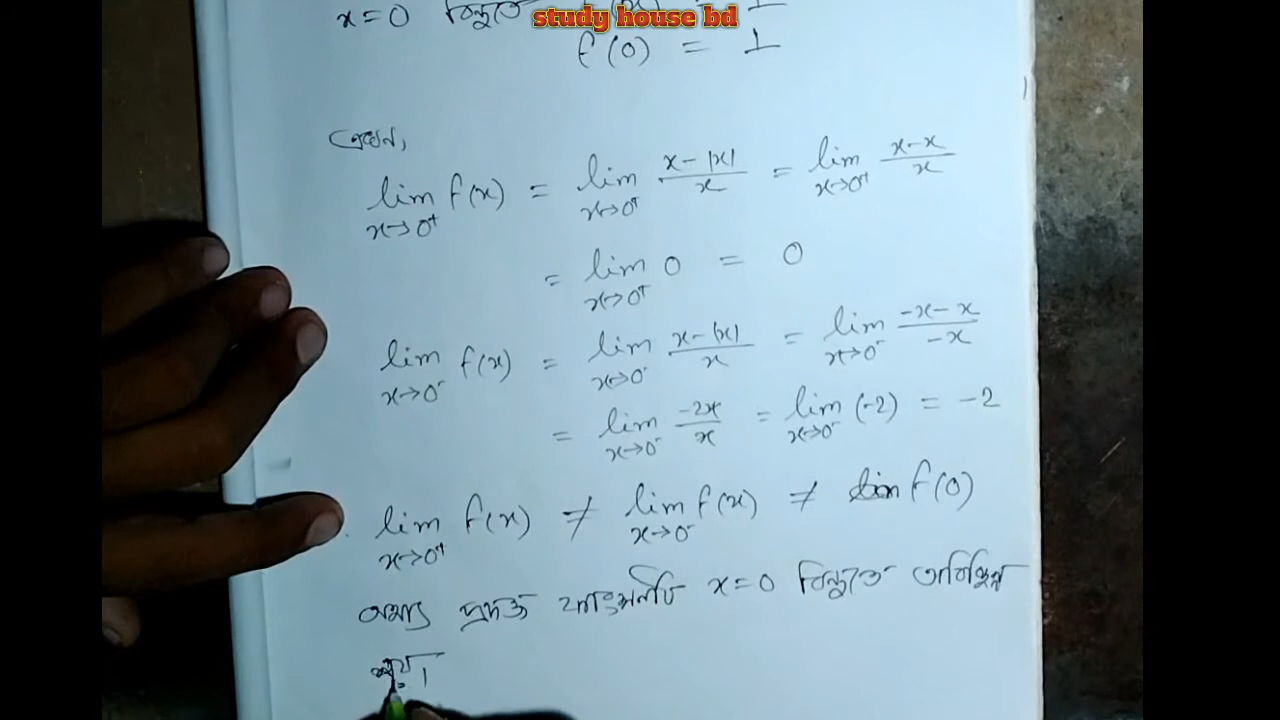 study house bd
x = 0 বিন্দুতে
f(0) = 1
এখন,
lim x→0⁺ f(x) = lim x→0⁺ (x-|x|)/x = lim x→0⁺ (x-x)/x
= lim x→0⁺ 0 = 0
lim x→0⁻ f(x) = lim x→0⁻ (x-|x|)/x = lim x→0⁻ (-x-x)/(-x)
= lim x→0⁻ (-2x)/x = lim x→0⁻ (-2) = -2
lim x→0⁺ f(x) ≠ lim x→0⁻ f(x) ≠ f(0)
প্রদত্ত ফাংশনটি x=0 বিন্দুতে অবিচ্ছিন্ন
নয়।